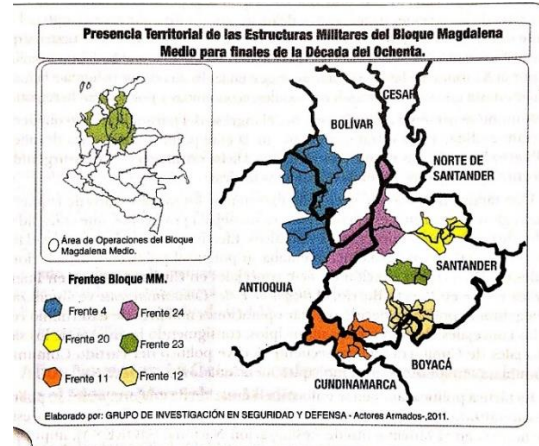 Presencia Territorial de las Estructuras Militares del Bloque Magdalena
Medio para finales de la Década del Ochenta.
CESAR
BOLÍVAR
NORTE DE
SANTANDER
Área de Operaciones del Bloque
Magdalena Medio.
SANTANDER
ANTIOQUIA
Frentes Bloque MM.
Frente 4
Frente 24
Frente 20
Frente 23
Frente 11
Frente 12
BOYACÁ
CUNDINAMARCA
Elaborado por: GRUPO DE INVESTIGACIÓN EN SEGURIDAD Y DEFENSA - Actores Armados-,2011.